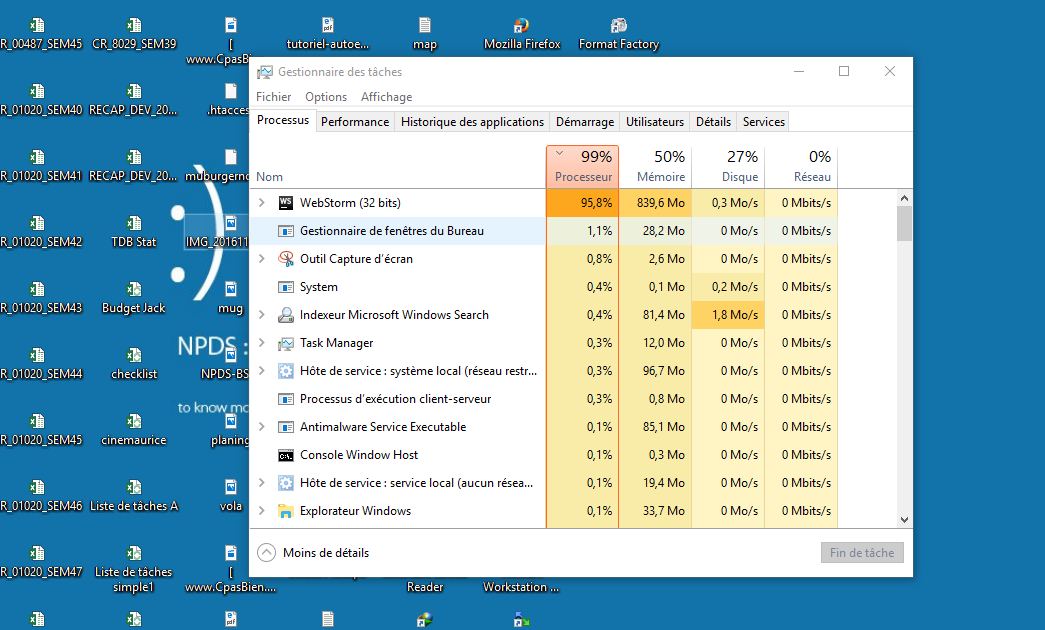 R_00487_SEM45
CR_8029_SEM39
[
www.CpasBi
tutoriel-autoe...
map
Mozilla Firefox
Format Factory
R_01020_SEM40
RECAP_DEV_20...
.htacces
R_01020_SEM41
RECAP_DEV_20...
muburgerno
R_01020_SEM42
TDB Stat
IMG_201611
R_01020_SEM43
Budget Jack
mug
:)
NPDS :
R_01020_SEM44
checklist
NPDS-BS
to know mo
R_01020_SEM45
cinemaurice
planing
R_01020_SEM46
Liste de tâches A
vola
R_01020_SEM47
Liste de tâches
simple1
[
www.CpasBien....
Reader
Workstation ...
Gestionnaire des tâches
Fichier Options Affichage
Processus Performance Historique des applications Démarrage Utilisateurs Détails Services
99% 50% 27% 0%
Nom Processeur Mémoire Disque Réseau
WebStorm (32 bits) 95,8% 839,6 Mo 0,3 Mo/s 0 Mbits/s
Gestionnaire de fenêtres du Bureau 1,1% 28,2 Mo 0 Mo/s 0 Mbits/s
Outil Capture d'écran 0,8% 2,6 Mo 0 Mo/s 0 Mbits/s
System 0,4% 0,1 Mo 0,2 Mo/s 0 Mbits/s
Indexeur Microsoft Windows Search 0,4% 81,4 Mo 1,8 Mo/s 0 Mbits/s
Task Manager 0,3% 12,0 Mo 0 Mo/s 0 Mbits/s
Hôte de service : système local (réseau restr... 0,3% 96,7 Mo 0 Mo/s 0 Mbits/s
Processus d'exécution client-serveur 0,3% 0,8 Mo 0 Mo/s 0 Mbits/s
Antimalware Service Executable 0,1% 85,1 Mo 0 Mo/s 0 Mbits/s
Console Window Host 0,1% 0,3 Mo 0 Mo/s 0 Mbits/s
Hôte de service : service local (aucun résea... 0,1% 19,4 Mo 0 Mo/s 0 Mbits/s
Explorateur Windows 0,1% 33,7 Mo 0 Mo/s 0 Mbits/s
Moins de détails
Fin de tâche